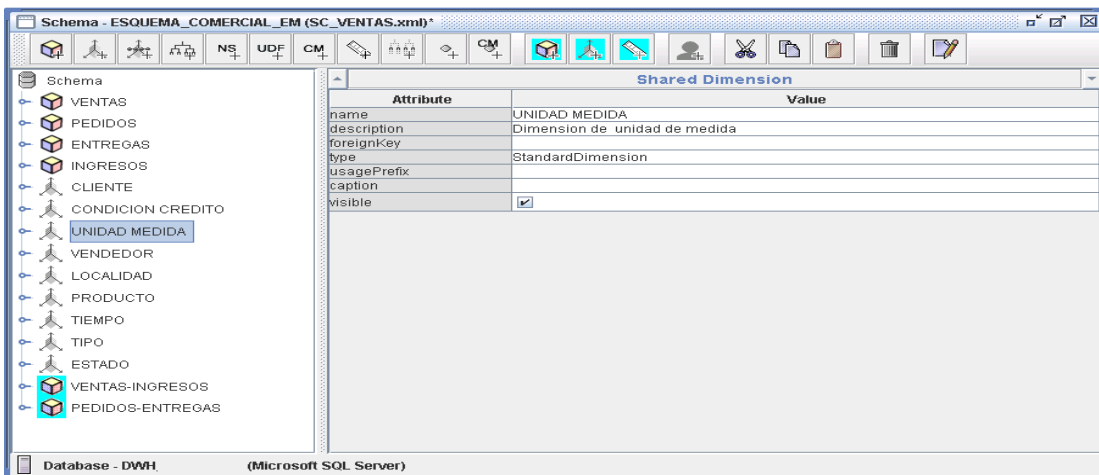 Schema - ESQUEMA_COMERCIAL_EM (SC_VENTAS.xml)*
NS UDF CM CM
Schema
VENTAS
PEDIDOS
ENTREGAS
INGRESOS
CLIENTE
CONDICION CREDITO
UNIDAD MEDIDA
VENDEDOR
LOCALIDAD
PRODUCTO
TIEMPO
TIPO
ESTADO
VENTAS-INGRESOS
PEDIDOS-ENTREGAS
Shared Dimension
Attribute Value
name UNIDAD MEDIDA
description Dimension de unidad de medida
foreignKey
type StandardDimension
usagePrefix
caption
visible
Database - DWH (Microsoft SQL Server)